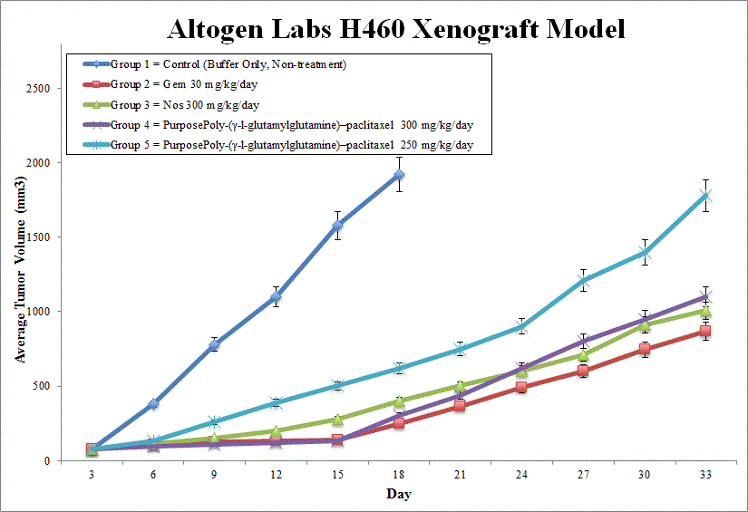 Altogen Labs H460 Xenograft Model
Group 1 = Control (Buffer Only, Non-treatment)
Group 2 = Gem 30 mg/kg/day
Group 3 = Nos 300 mg/kg/day
Group 4 = PurposePoly-(γ-l-glutamylglutamine)–paclitaxel 300 mg/kg/day
Group 5 = PurposePoly-(γ-l-glutamylglutamine)–paclitaxel 250 mg/kg/day
Average Tumor Volume (mm3)
2500
2000
1500
1000
500
0
3 6 9 12 15 18 21 24 27 30 33
Day